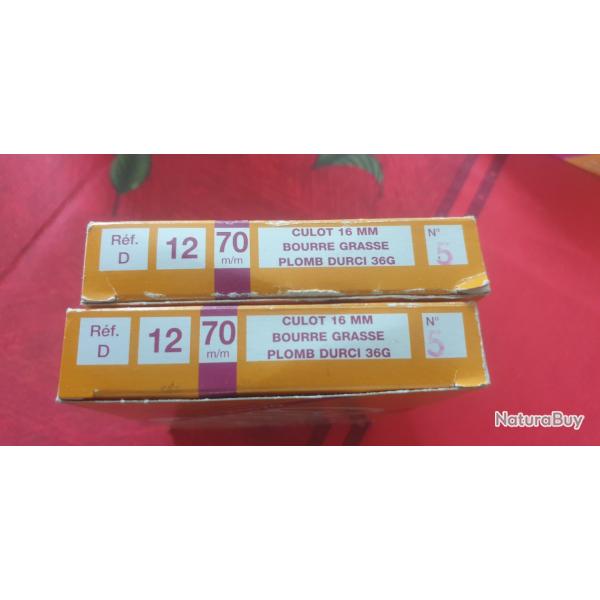 Réf.
D
12
70
m/m
CULOT 16 MM
BOURRE GRASSE
PLOMB DURCI 36G
N°
5
Réf.
D
12
70
m/m
CULOT 16 MM
BOURRE GRASSE
PLOMB DURCI 36G
N°
5
NaturaBuy